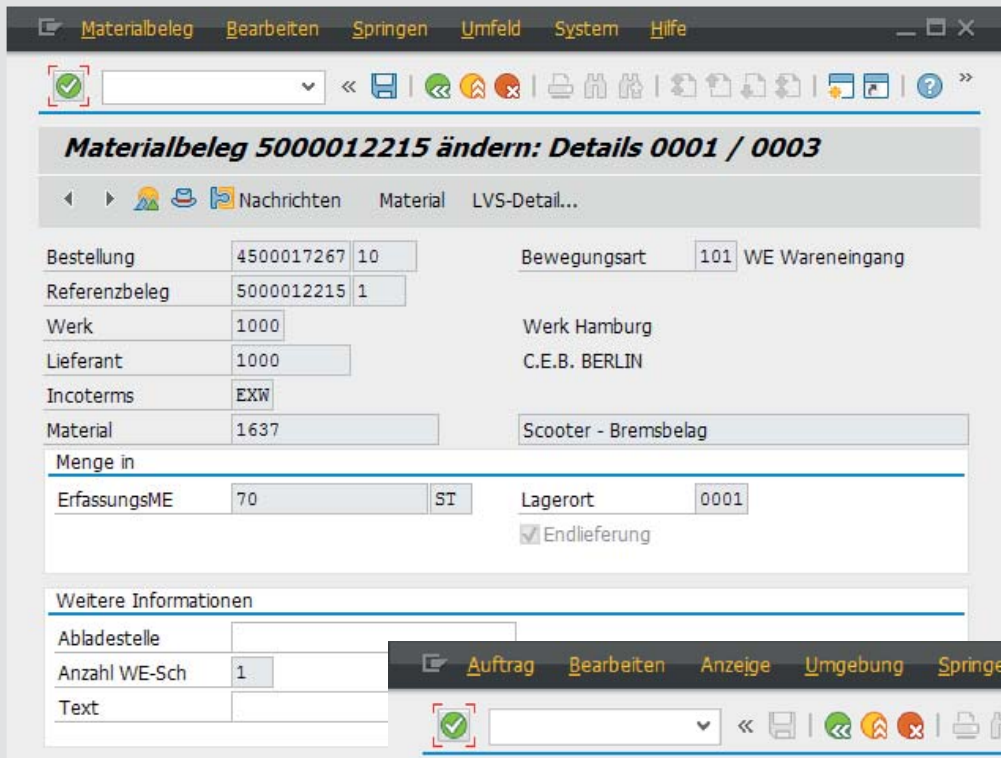 Materialbeleg Bearbeiten Springen Umfeld System Hilfe
Materialbeleg 5000012215 ändern: Details 0001 / 0003
Nachrichten Material LVS-Detail...
Bestellung 4500017267 10 Bewegungsart 101 WE Wareneingang
Referenzbeleg 5000012215 1
Werk 1000 Werk Hamburg
Lieferant 1000 C.E.B. BERLIN
Incoterms EXW
Material 1637 Scooter - Bremsbelag
Menge in
ErfassungsME 70 ST Lagerort 0001
Endlieferung
Weitere Informationen
Abladestelle
Anzahl WE-Sch 1
Text
Auftrag Bearbeiten Anzeige Umgebung Springe